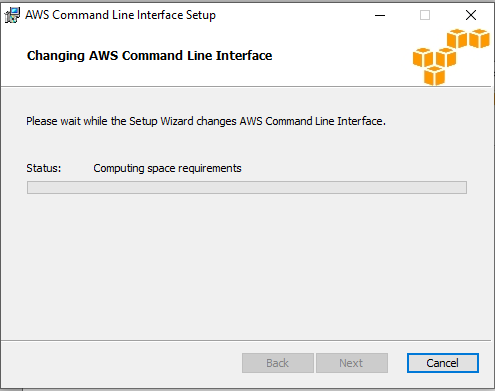 AWS Command Line Interface Setup
Changing AWS Command Line Interface
Please wait while the Setup Wizard changes AWS Command Line Interface.
Status: Computing space requirements
Back Next Cancel